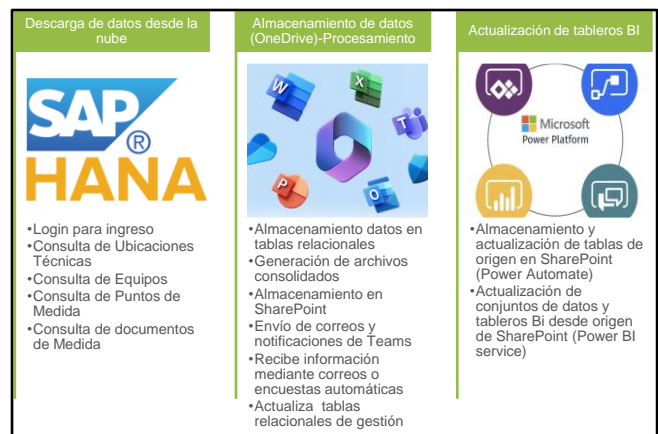 Descarga de datos desde la
nube
SAP
®
HANA
•Login para ingreso
•Consulta de Ubicaciones
Técnicas
•Consulta de Equipos
•Consulta de Puntos de
Medida
•Consulta de documentos
de Medida
Almacenamiento de datos
(OneDrive)-Procesamiento
W
X
T
P
O
•Almacenamiento datos en
tablas relacionales
•Generación de archivos
consolidados
•Almacenamiento en
SharePoint
•Envío de correos y
notificaciones de Teams
•Recibe información
mediante correos o
encuestas automáticas
•Actualiza tablas
relacionales de gestión
Actualización de tableros BI
Microsoft
Power Platform
•Almacenamiento y
actualización de tablas de
origen en SharePoint
(Power Automate)
•Actualización de
conjuntos de datos y
tableros Bi desde origen
de SharePoint (Power BI
service)